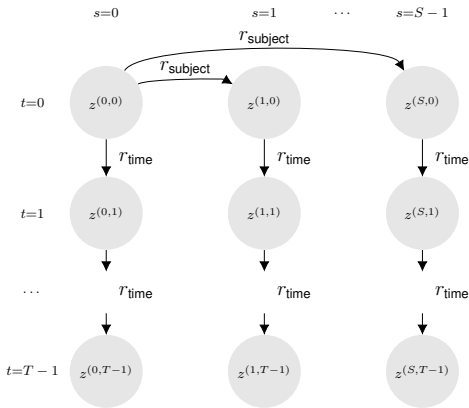 s=0 s=1 ⋯ s=S−1
r_subject
r_subject
t=0 z^(0,0) z^(1,0) z^(S,0)
r_time r_time r_time
t=1 z^(0,1) z^(1,1) z^(S,1)
⋯ r_time r_time r_time
t=T−1 z^(0,T−1) z^(1,T−1) z^(S,T−1)